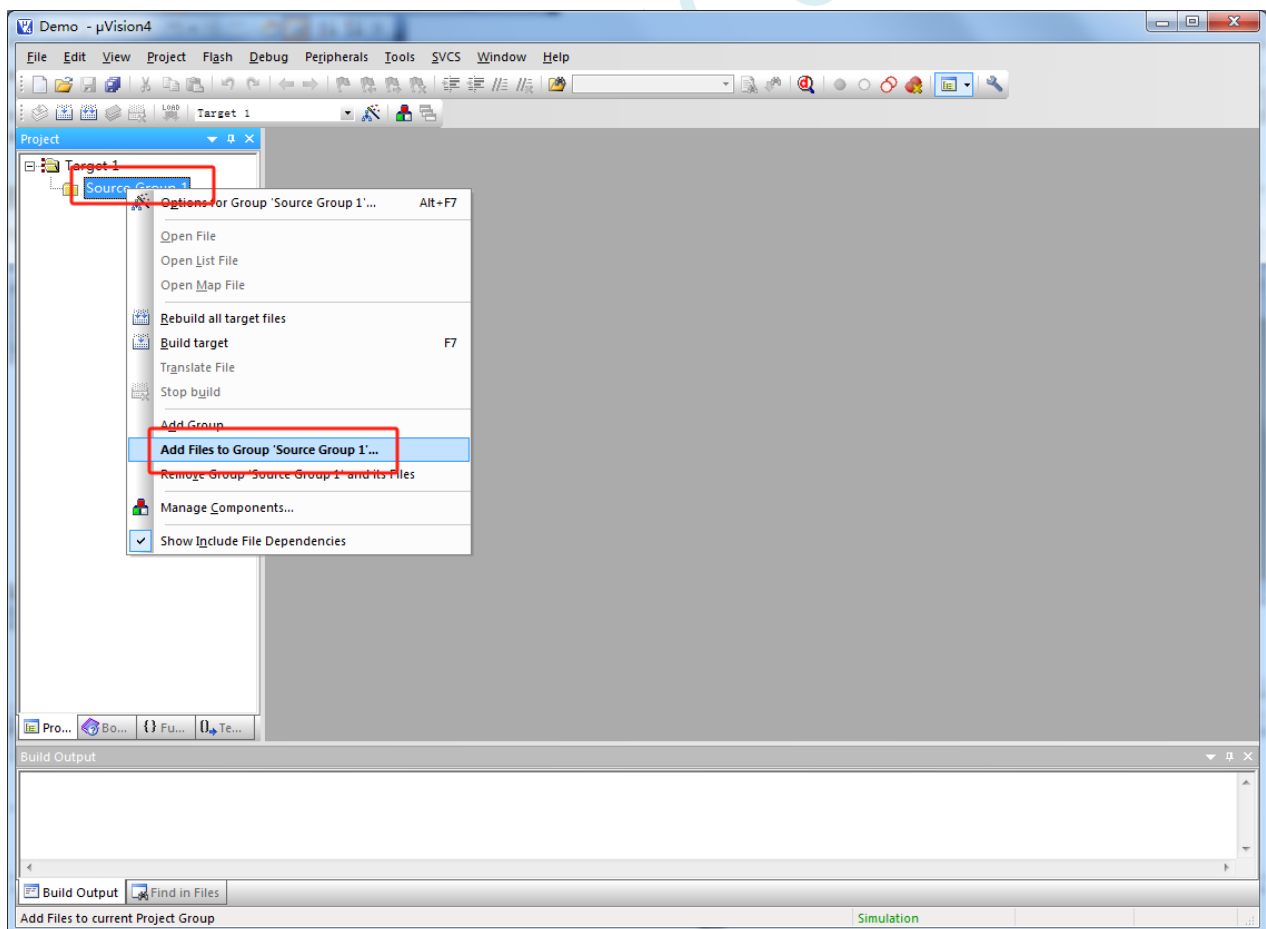 Demo - µVision4
File Edit View Project Flash Debug Peripherals Tools SVCS Window Help
LOAD Target 1
Project
Target 1
Source Group 1
Options for Group 'Source Group 1'... Alt+F7
Open File
Open List File
Open Map File
Rebuild all target files
Build target F7
Translate File
Stop build
Add Group
Add Files to Group 'Source Group 1'...
Remove Group 'Source Group 1' and its Files
Manage Components...
Show Include File Dependencies
Pro... Bo... {} Fu... 0 Te...
Build Output
Build Output Find in Files
Add Files to current Project Group Simulation